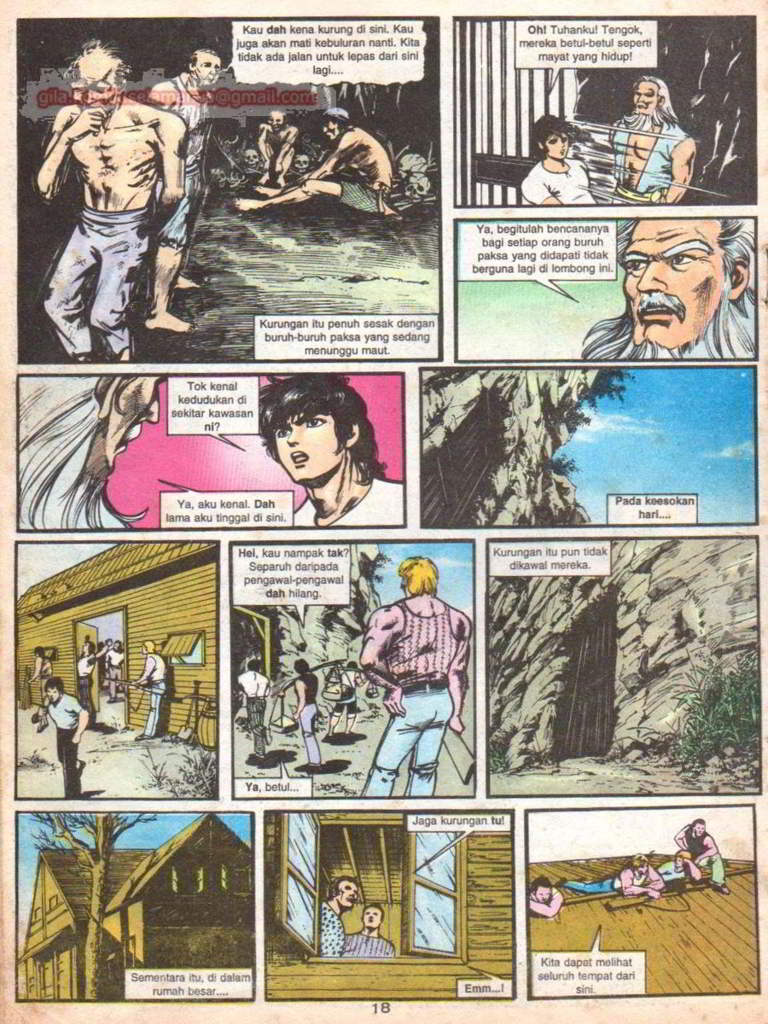 Kau dah kena kurung di sini. Kau
juga akan mati kebuluran nanti. Kita
tidak ada jalan untuk lepas dari sini
lagi....
Kurungan itu penuh sesak dengan
buruh-buruh paksa yang sedang
menunggu maut.
Oh! Tuhanku! Tengok,
mereka betul-betul seperti
mayat yang hidup!
Ya, begitulah bencananya
bagi setiap orang buruh
paksa yang didapati tidak
berguna lagi di lombong ini.
Tok kenal
kedudukan di
sekitar kawasan
ni?
Ya, aku kenal. Dah
lama aku tinggal di sini.
Pada keesokan
hari....
Hei, kau nampak tak?
Separuh daripada
pengawal-pengawal
dah hilang.
Ya, betul...
Kurungan itu pun tidak
dikawal mereka.
Sementara itu, di dalam
rumah besar....
Jaga kurungan tu!
Emm...!
Kita dapat melihat
seluruh tempat dari
sini.
18